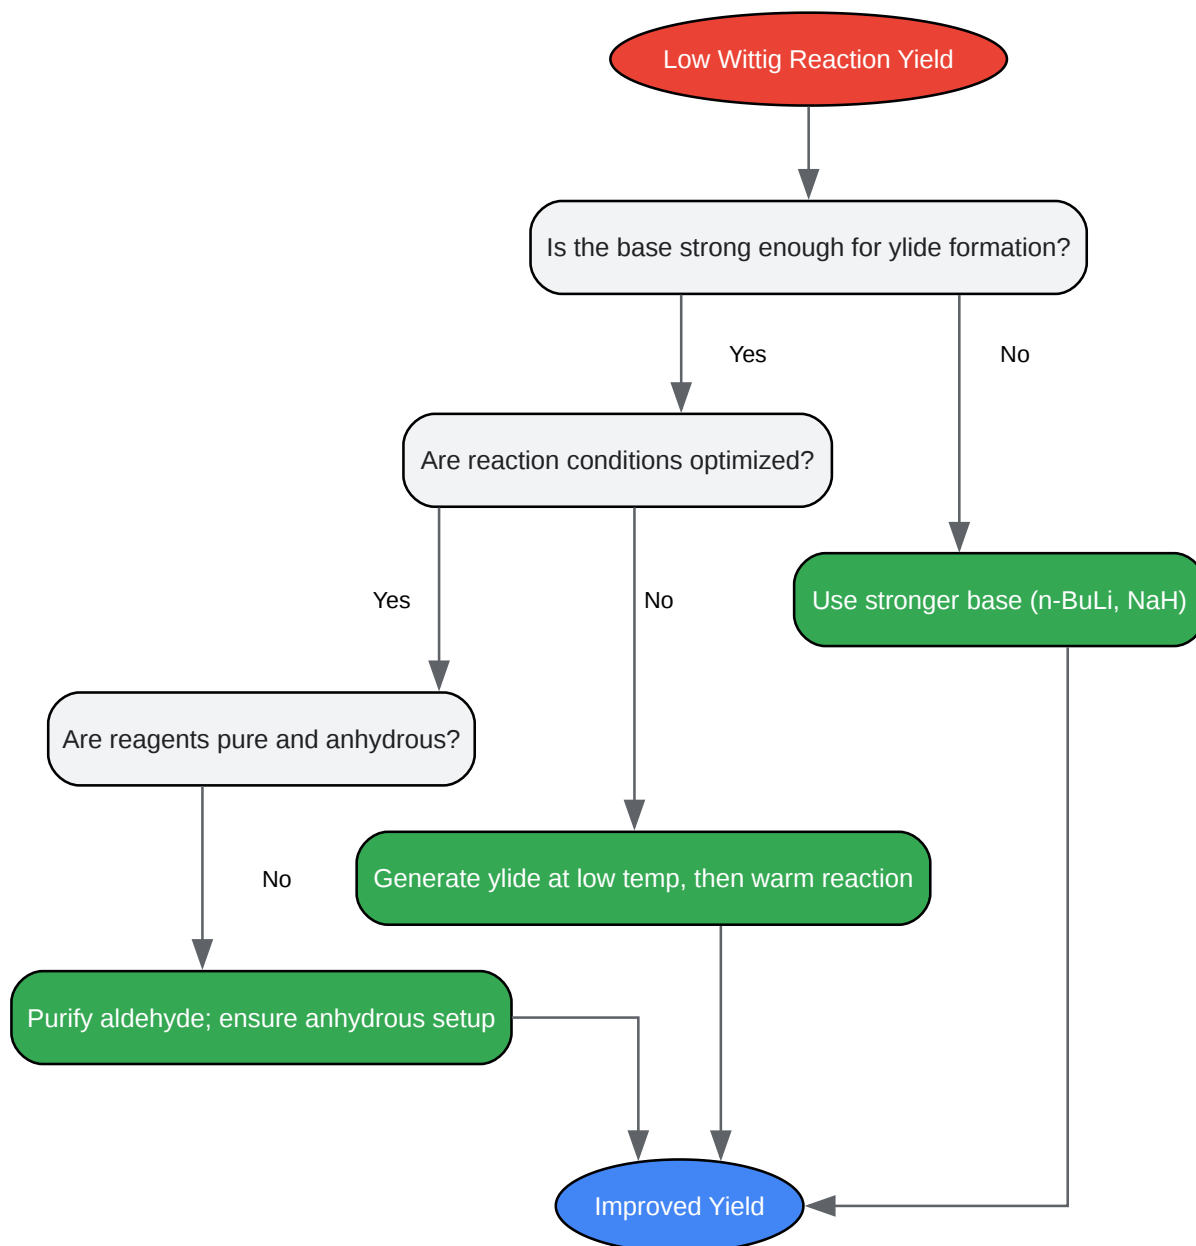 Low Wittig Reaction Yield
Is the base strong enough for ylide formation?
Yes
No
Are reaction conditions optimized?
Yes
No
Use stronger base (n-BuLi, NaH)
Are reagents pure and anhydrous?
No
Generate ylide at low temp, then warm reaction
Purify aldehyde; ensure anhydrous setup
Improved Yield